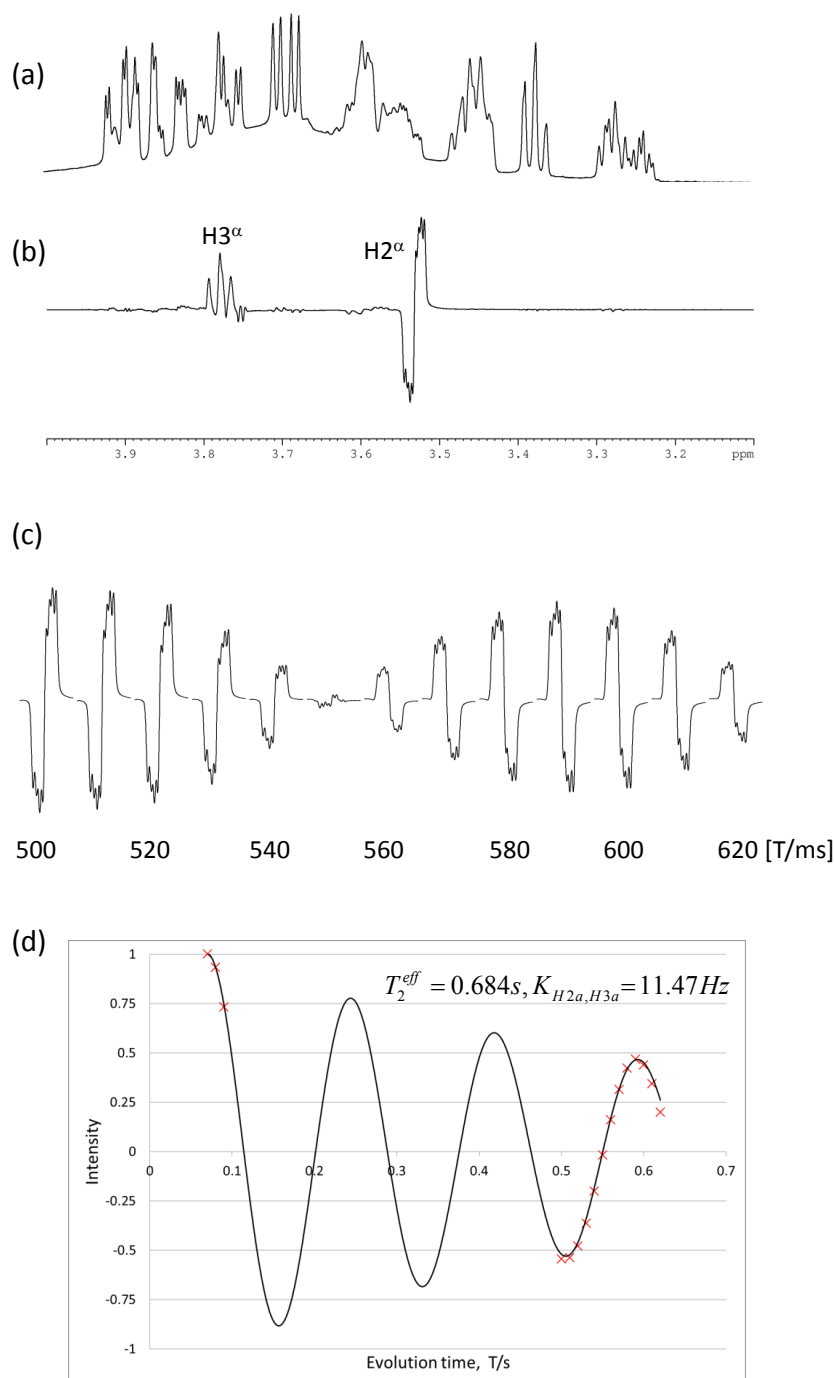 (a)
(b)
H3α
H2α
3.9 3.8 3.7 3.6 3.5 3.4 3.3 3.2 ppm
(c)
500 520 540 560 580 600 620 [T/ms]
(d)
T2^eff = 0.684s, K_H2a,H3a = 11.47Hz
1
0.75
0.5
0.25
0
-0.25
-0.5
-0.75
-1
Intensity
0 0.1 0.2 0.3 0.4 0.5 0.6 0.7
Evolution time, T/s